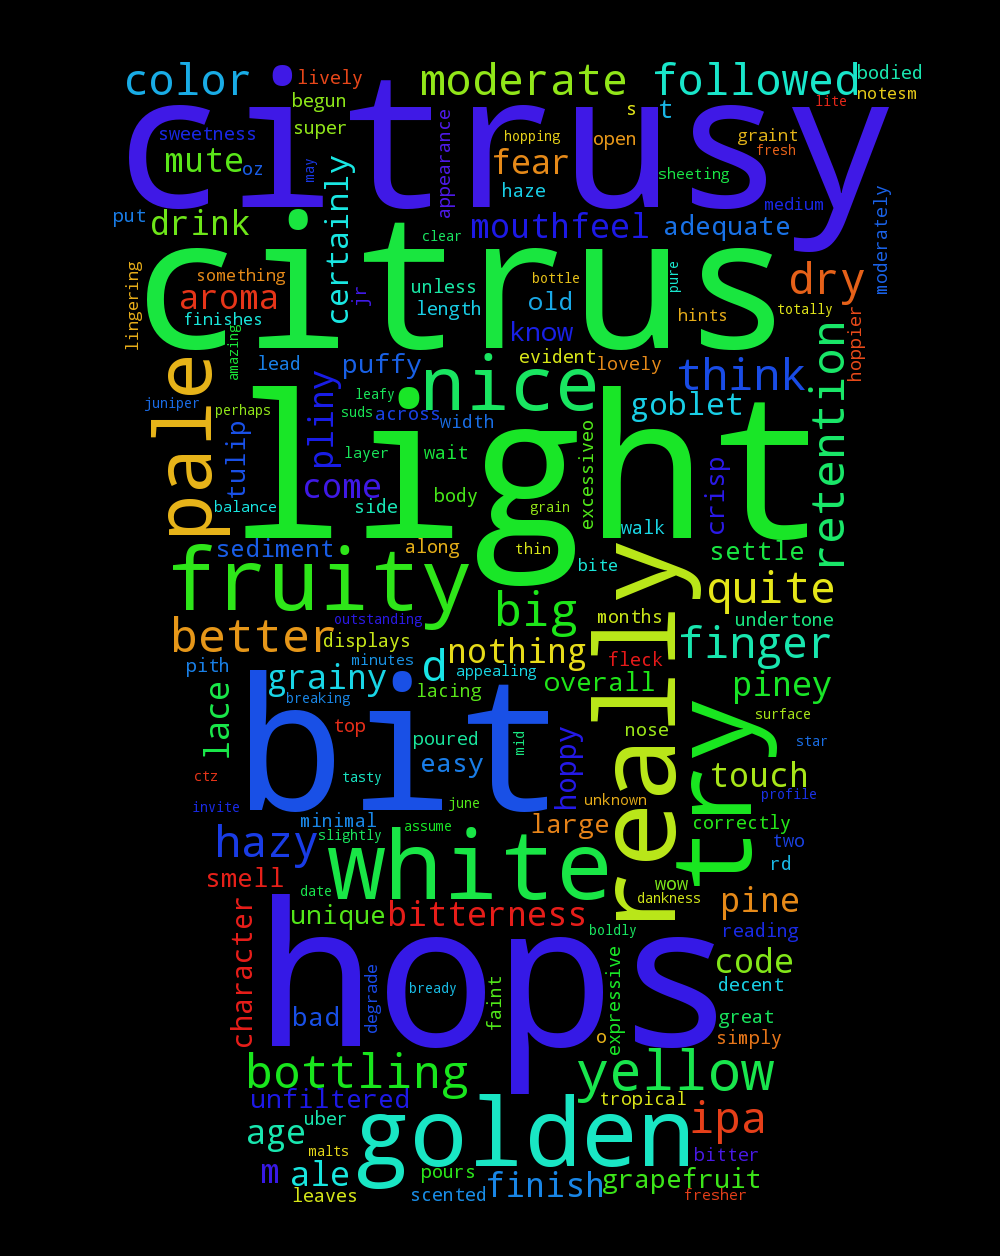 color
lively
moderate
followed
bodied
notesm
citrusy
begun
super
sweetness
mute
oz
may
appearance
hopping
s
t
open
fear
haze
graint
fresh
lite
sheeting
medium
moderately
put
drink
certainly
mouthfeel
adequate
clear
citrus
lingering
something
aroma
finishes
jr
unless
length
bottle
old
pure
hints
dry
totally
hoppier
amazing
know
evident
lovely
lead
puffy
nice
think
retention
pale
juniper
perhaps
tulip
pliny
leafy
suds
across
width
goblet
light
layer
wait
excessiveo
crisp
come
body
side
grain
balance
walk
sediment
along
thin
bite
settle
fruity
really
quite
big
months
undertone
outstanding
better
displays
nothing
finger
fleck
pith
minutes
d
appealing
grainy
breaking
lacing
overall
piney
lace
bit
top
poured
mid
nose
try
surface
star
easy
hoppy
ctz
tasty
touch
invite
june
unknown
profile
minimal
slightly
assume
large
correctly
two
hazy
white
rd
smell
date
wow
dankness
pine
unique
bitterness
boldly
reading
character
hops
code
degrade
bready
faint
expressive
decent
bad
great
o
simply
bottling
yellow
unfiltered
tropical
uber
golden
ipa
age
malts
bitter
m
ale
pours
finish
grapefruit
leaves
scented
fresher